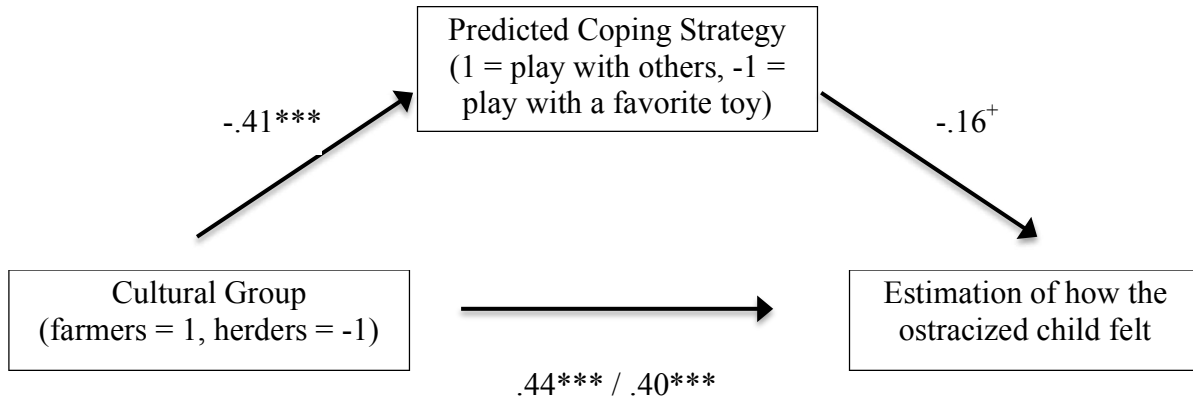 Predicted Coping Strategy
(1 = play with others, -1 =
play with a favorite toy)
-.41***
-.16⁺
Cultural Group
(farmers = 1, herders = -1)
Estimation of how the
ostracized child felt
.44*** / .40***